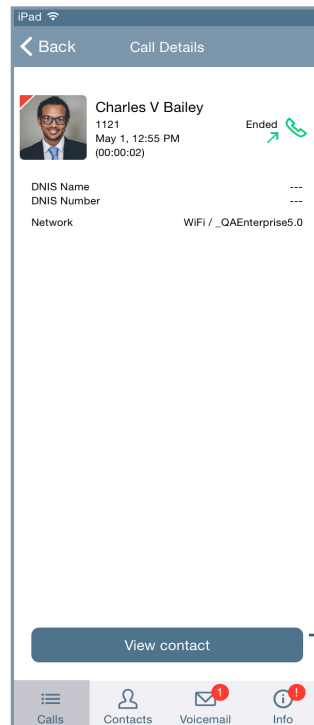 iPad
Back
Call Details
Charles V Bailey
1121
Ended
May 1, 12:55 PM
(00:00:02)
DNIS Name ---
DNIS Number ---
Network WiFi / _QAEnterprise5.0
View contact
1
!
Calls Contacts Voicemail Info